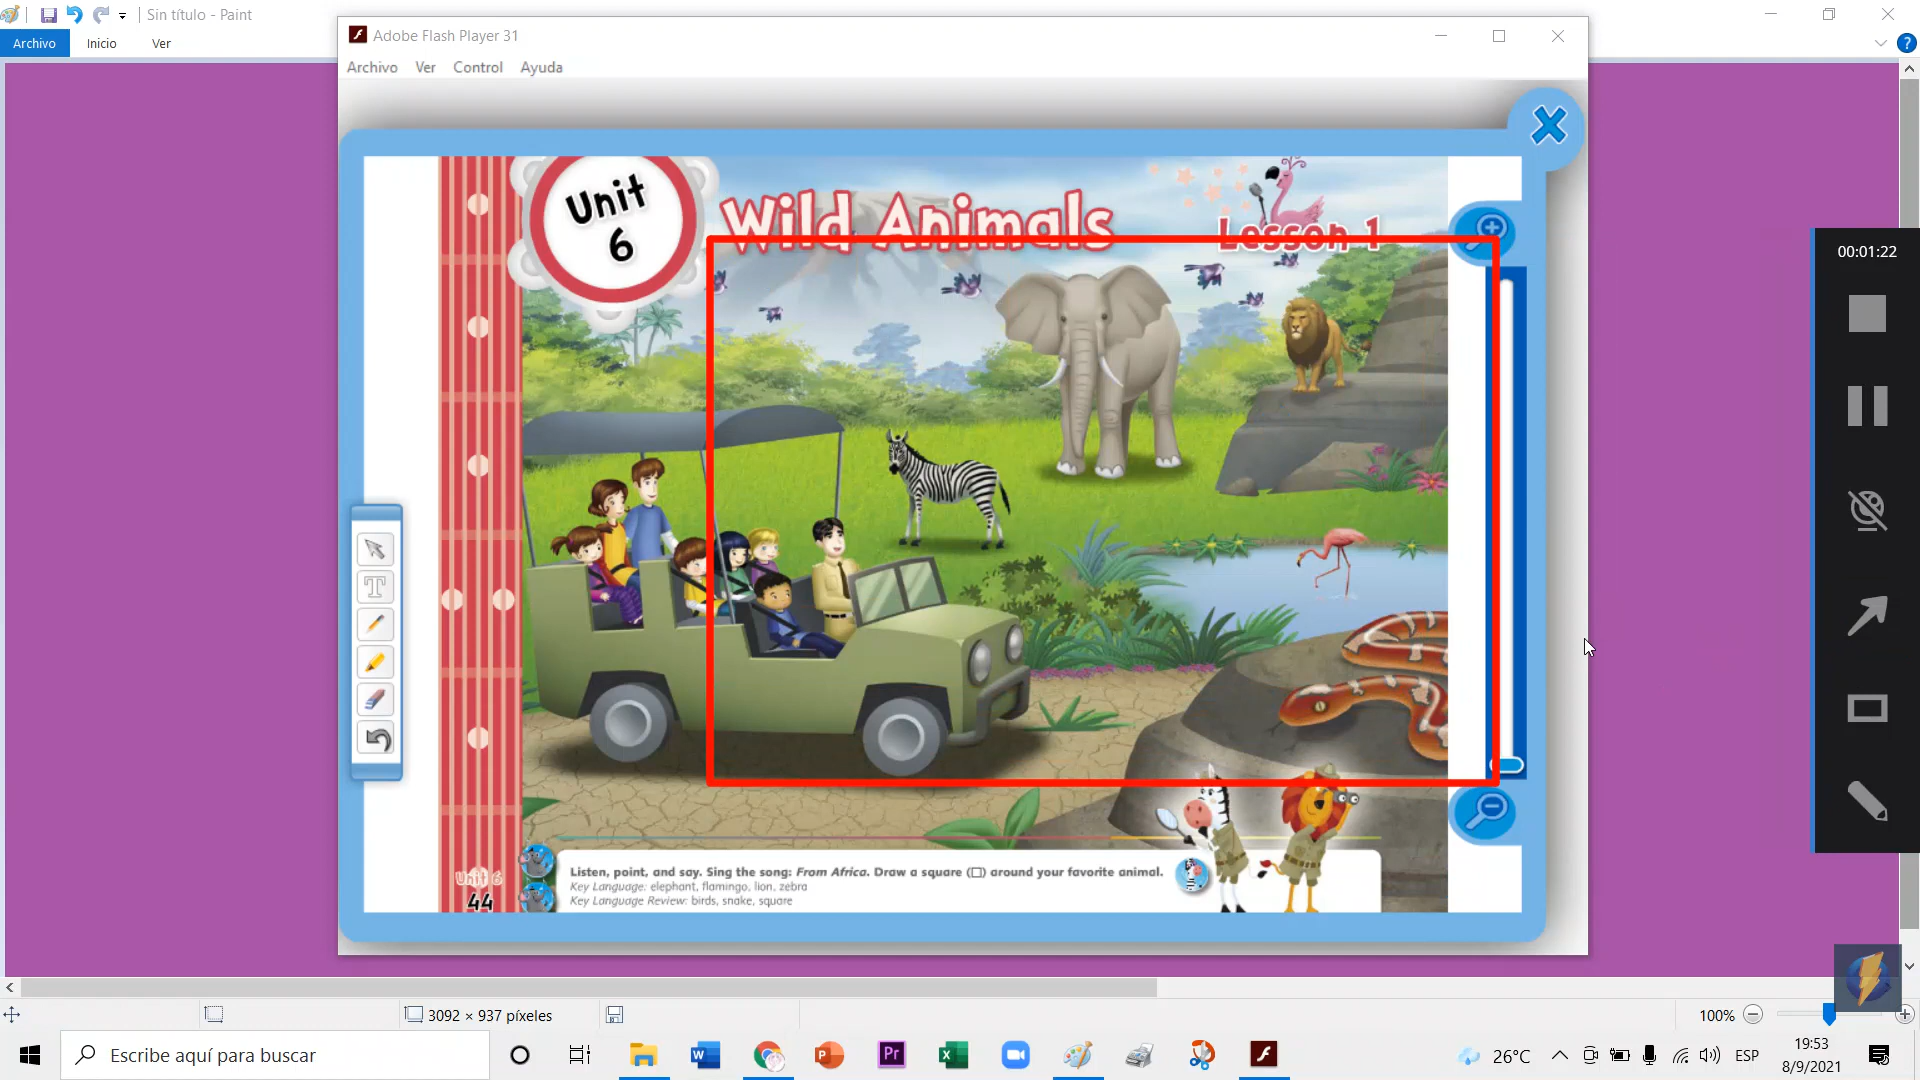 Sin título - Paint
Archivo Inicio Ver
Adobe Flash Player 31
Archivo Ver Control Ayuda
Unit 6
Wild Animals
Lesson 1
00:01:22
T
Listen, point, and say. Sing the song: From Africa. Draw a square (□) around your favorite animal.
Key Language: elephant, flamingo, lion, zebra
Key Language Review: birds, snake, square
Unit 6
44
3092 × 937 píxeles
100%
Escribe aquí para buscar
26°C
ESP
19:53
8/9/2021